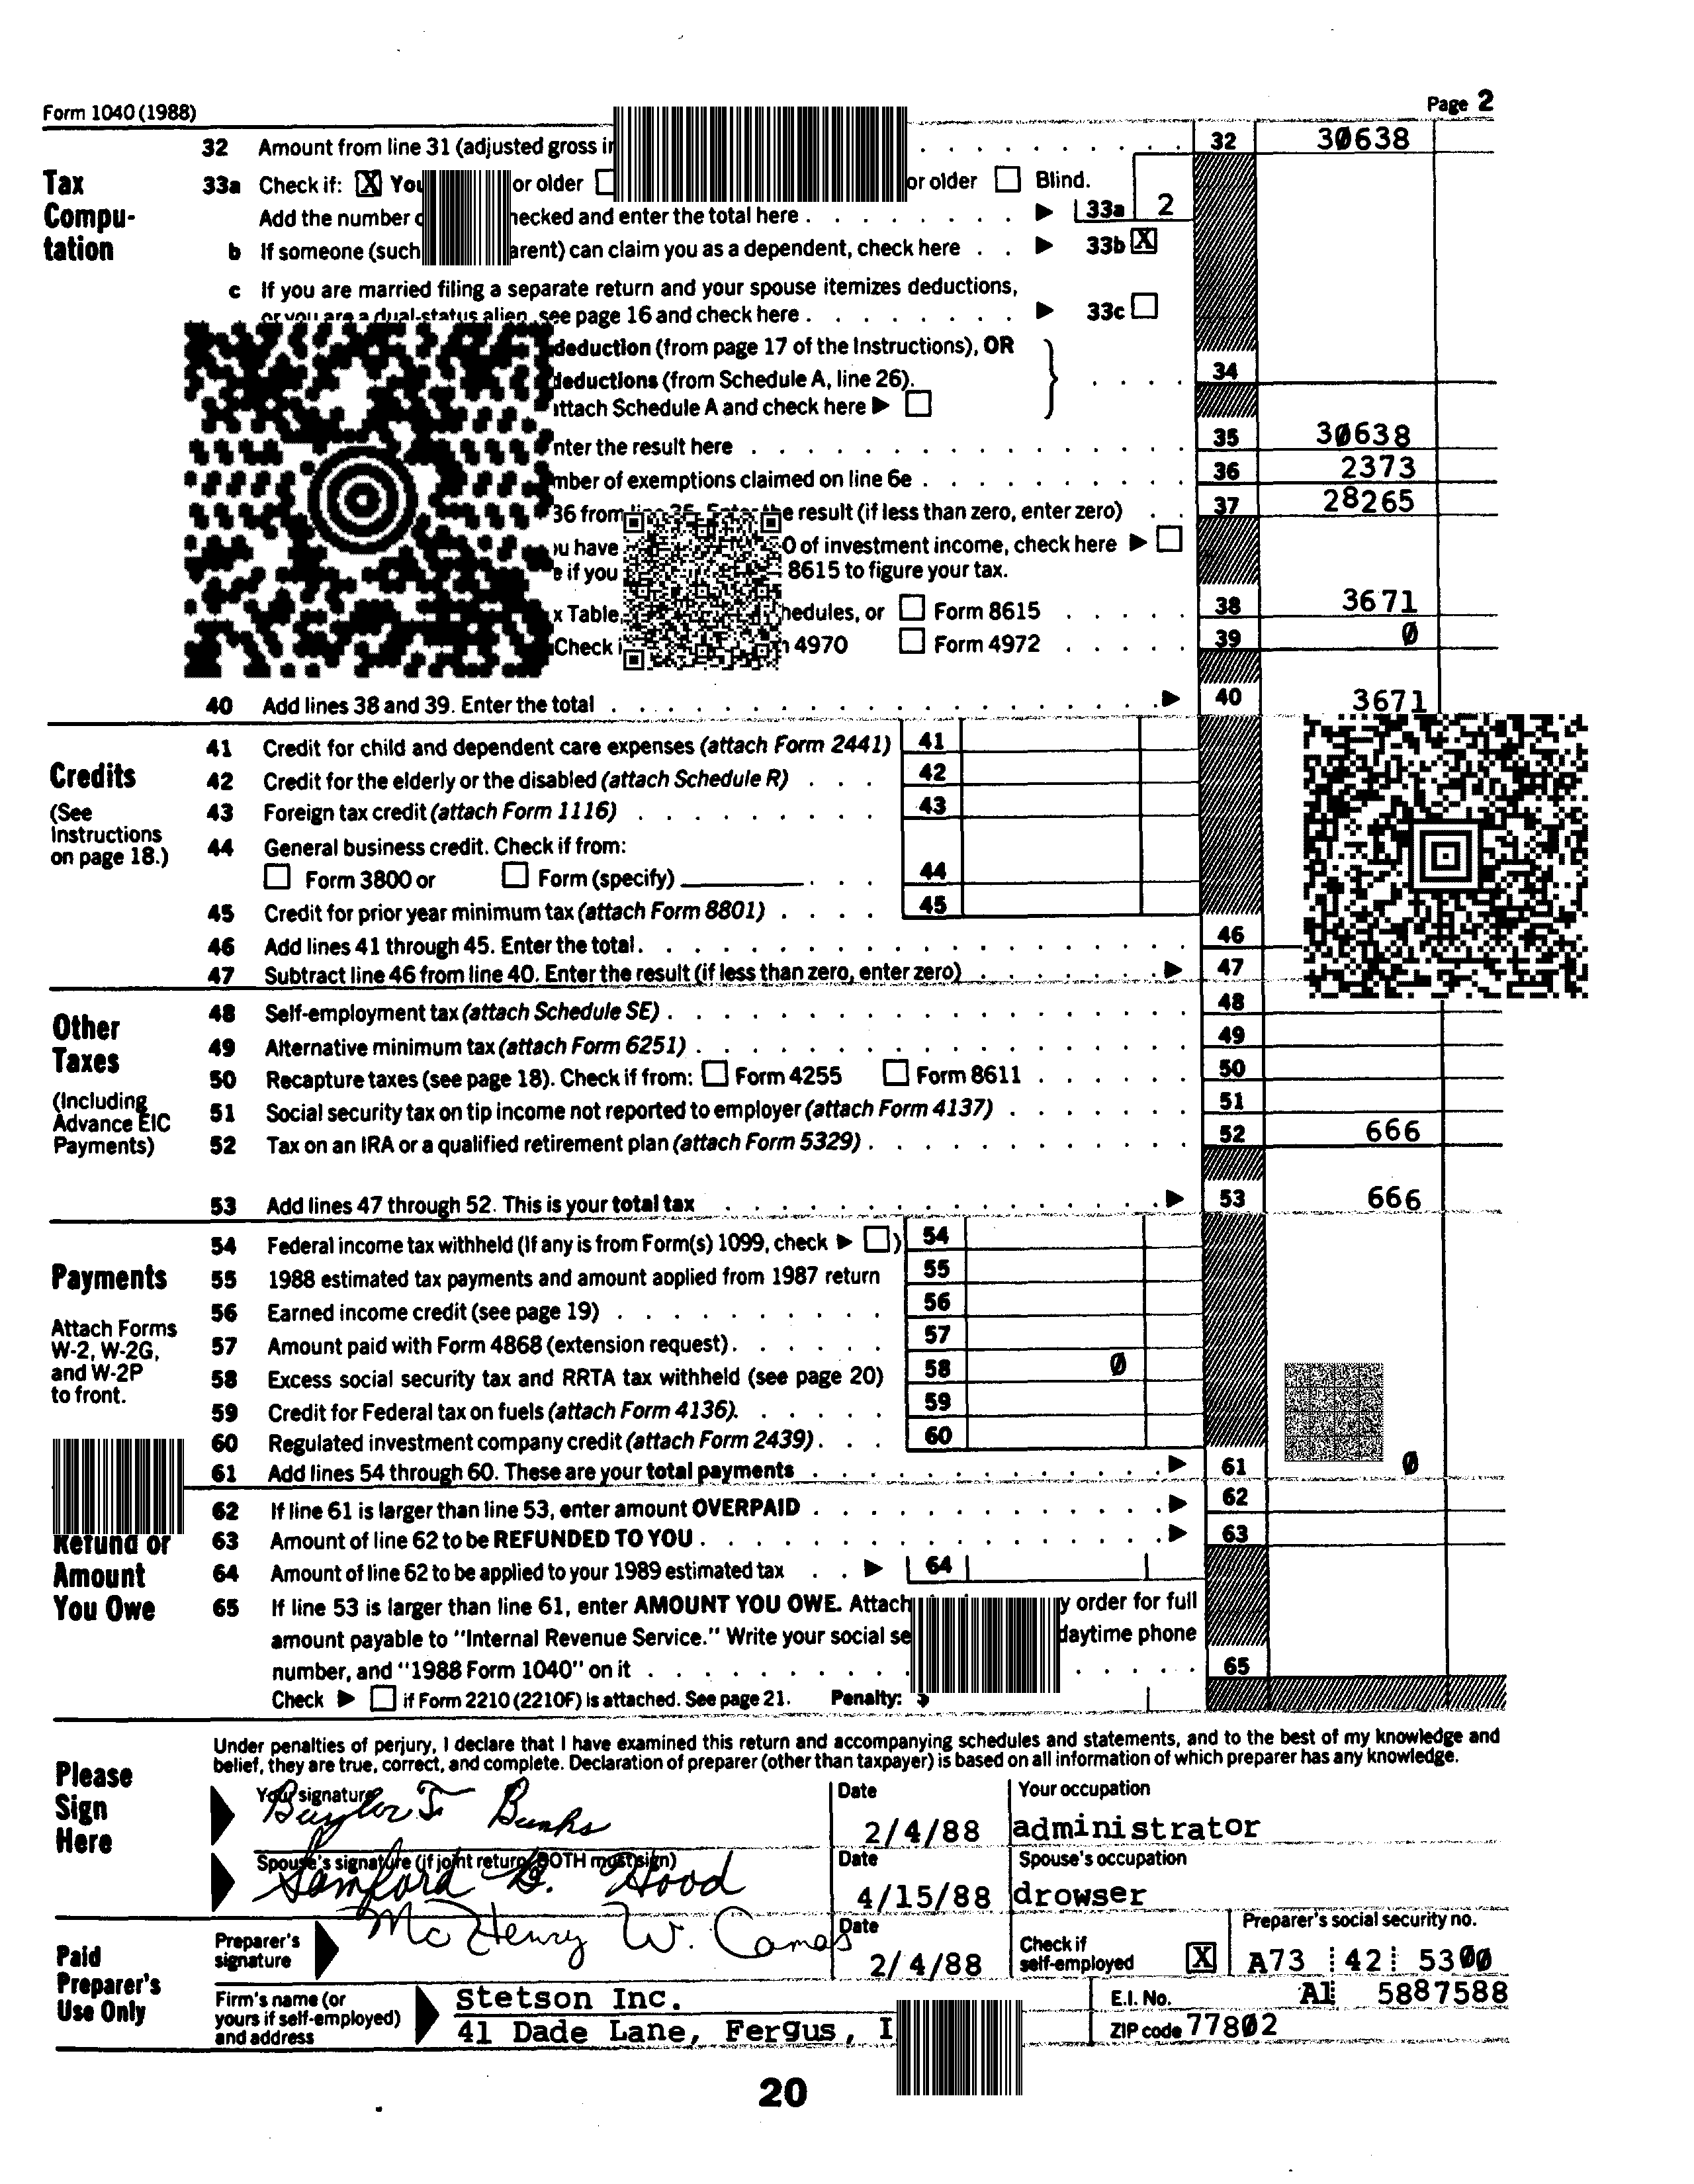 Form 1040 (1988)
Page 2
32 Amount from line 31 (adjusted gross 32 30638
Tax Compu- tation
33a Check if: X or older or older Blind.
Add the number hecked and enter the total here 33a 2
b If someone (such arent) can claim you as a dependent, check here 33b X
c If you are married filing a separate return and your spouse itemizes deductions,
or you are a dual-status alien, see page 16 and check here 33c
deduction (from page 17 of the Instructions), OR
deductions (from Schedule A, line 26). 34
attach Schedule A and check here
nter the result here 35 30638
mber of exemptions claimed on line 6e 36 2373
36 from line 35. Enter the result (if less than zero, enter zero) 37 28265
u have 0 of investment income, check here
e if you 8615 to figure your tax.
x Table, hedules, or Form 8615 38 3671
Check 4970 Form 4972 39 0
40 Add lines 38 and 39. Enter the total 40 3671
Credits
(See Instructions on page 18.)
41 Credit for child and dependent care expenses (attach Form 2441) 41
42 Credit for the elderly or the disabled (attach Schedule R) 42
43 Foreign tax credit (attach Form 1116) 43
44 General business credit. Check if from:
Form 3800 or Form (specify) 44
45 Credit for prior year minimum tax (attach Form 8801) 45
46 Add lines 41 through 45. Enter the total. 46
47 Subtract line 46 from line 40. Enter the result (if less than zero, enter zero) 47
Other Taxes
(Including Advance EIC Payments)
48 Self-employment tax (attach Schedule SE) 48
49 Alternative minimum tax (attach Form 6251) 49
50 Recapture taxes (see page 18). Check if from: Form 4255 Form 8611 50
51 Social security tax on tip income not reported to employer (attach Form 4137) 51
52 Tax on an IRA or a qualified retirement plan (attach Form 5329) 52 666
53 Add lines 47 through 52. This is your total tax 53 666
Payments
Attach Forms W-2, W-2G, and W-2P to front.
54 Federal income tax withheld (If any is from Form(s) 1099, check ) 54
55 1988 estimated tax payments and amount applied from 1987 return 55
56 Earned income credit (see page 19) 56
57 Amount paid with Form 4868 (extension request) 57
58 Excess social security tax and RRTA tax withheld (see page 20) 58 0
59 Credit for Federal tax on fuels (attach Form 4136). 59
60 Regulated investment company credit (attach Form 2439) 60
61 Add lines 54 through 60. These are your total payments 61 0
Refund or Amount You Owe
62 If line 61 is larger than line 53, enter amount OVERPAID 62
63 Amount of line 62 to be REFUNDED TO YOU 63
64 Amount of line 62 to be applied to your 1989 estimated tax 64
65 If line 53 is larger than line 61, enter AMOUNT YOU OWE. Attach y order for full
amount payable to "Internal Revenue Service." Write your social se daytime phone
number, and "1988 Form 1040" on it 65
Check if Form 2210 (2210F) is attached. See page 21. Penalty: $
Please Sign Here
Under penalties of perjury, I declare that I have examined this return and accompanying schedules and statements, and to the best of my knowledge and
belief, they are true, correct, and complete. Declaration of preparer (other than taxpayer) is based on all information of which preparer has any knowledge.
Your signature Date Your occupation
T Bunks 2/4/88 administrator
Spouse's signature (if joint return, BOTH must sign) Date Spouse's occupation
Samford G. Hood 4/15/88 drowser
Paid Preparer's Use Only
Preparer's signature McHenry W. Camas Date 2/4/88 Check if self-employed X Preparer's social security no. A73 42 5300
Firm's name (or yours if self-employed) and address
Stetson Inc. E.I. No. A1 5887588
41 Dade Lane, Fergus, ZIP code 77802
20